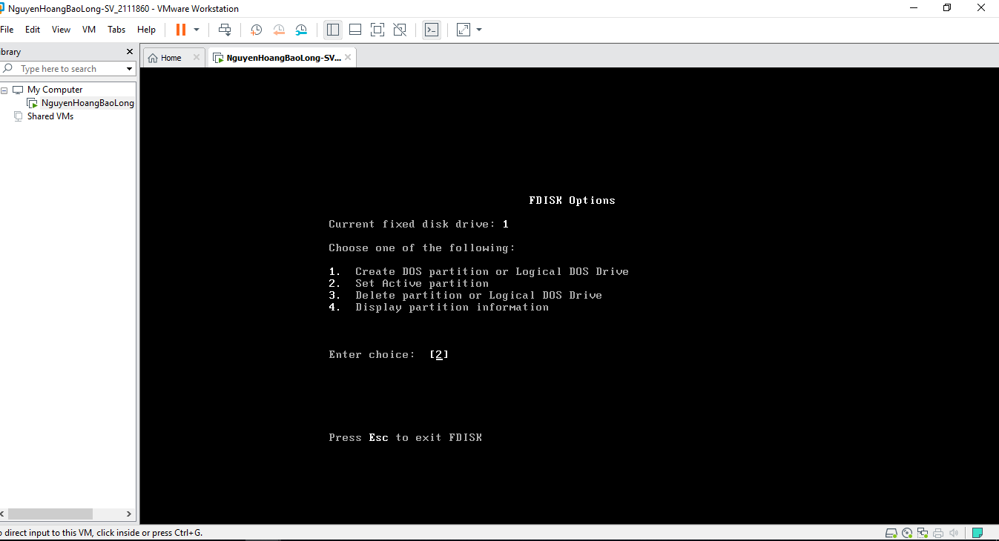 NguyenHoangBaoLong-SV_2111860 - VMware Workstation
File Edit View VM Tabs Help
Type here to search
Home
NguyenHoangBaoLong-SV...
My Computer
NguyenHoangBaoLong
Shared VMs
FDISK Options
Current fixed disk drive: 1
Choose one of the following:
1. Create DOS partition or Logical DOS Drive
2. Set Active partition
3. Delete partition or Logical DOS Drive
4. Display partition information
Enter choice: [2]
Press Esc to exit FDISK
direct input to this VM, click inside or press Ctrl+G.